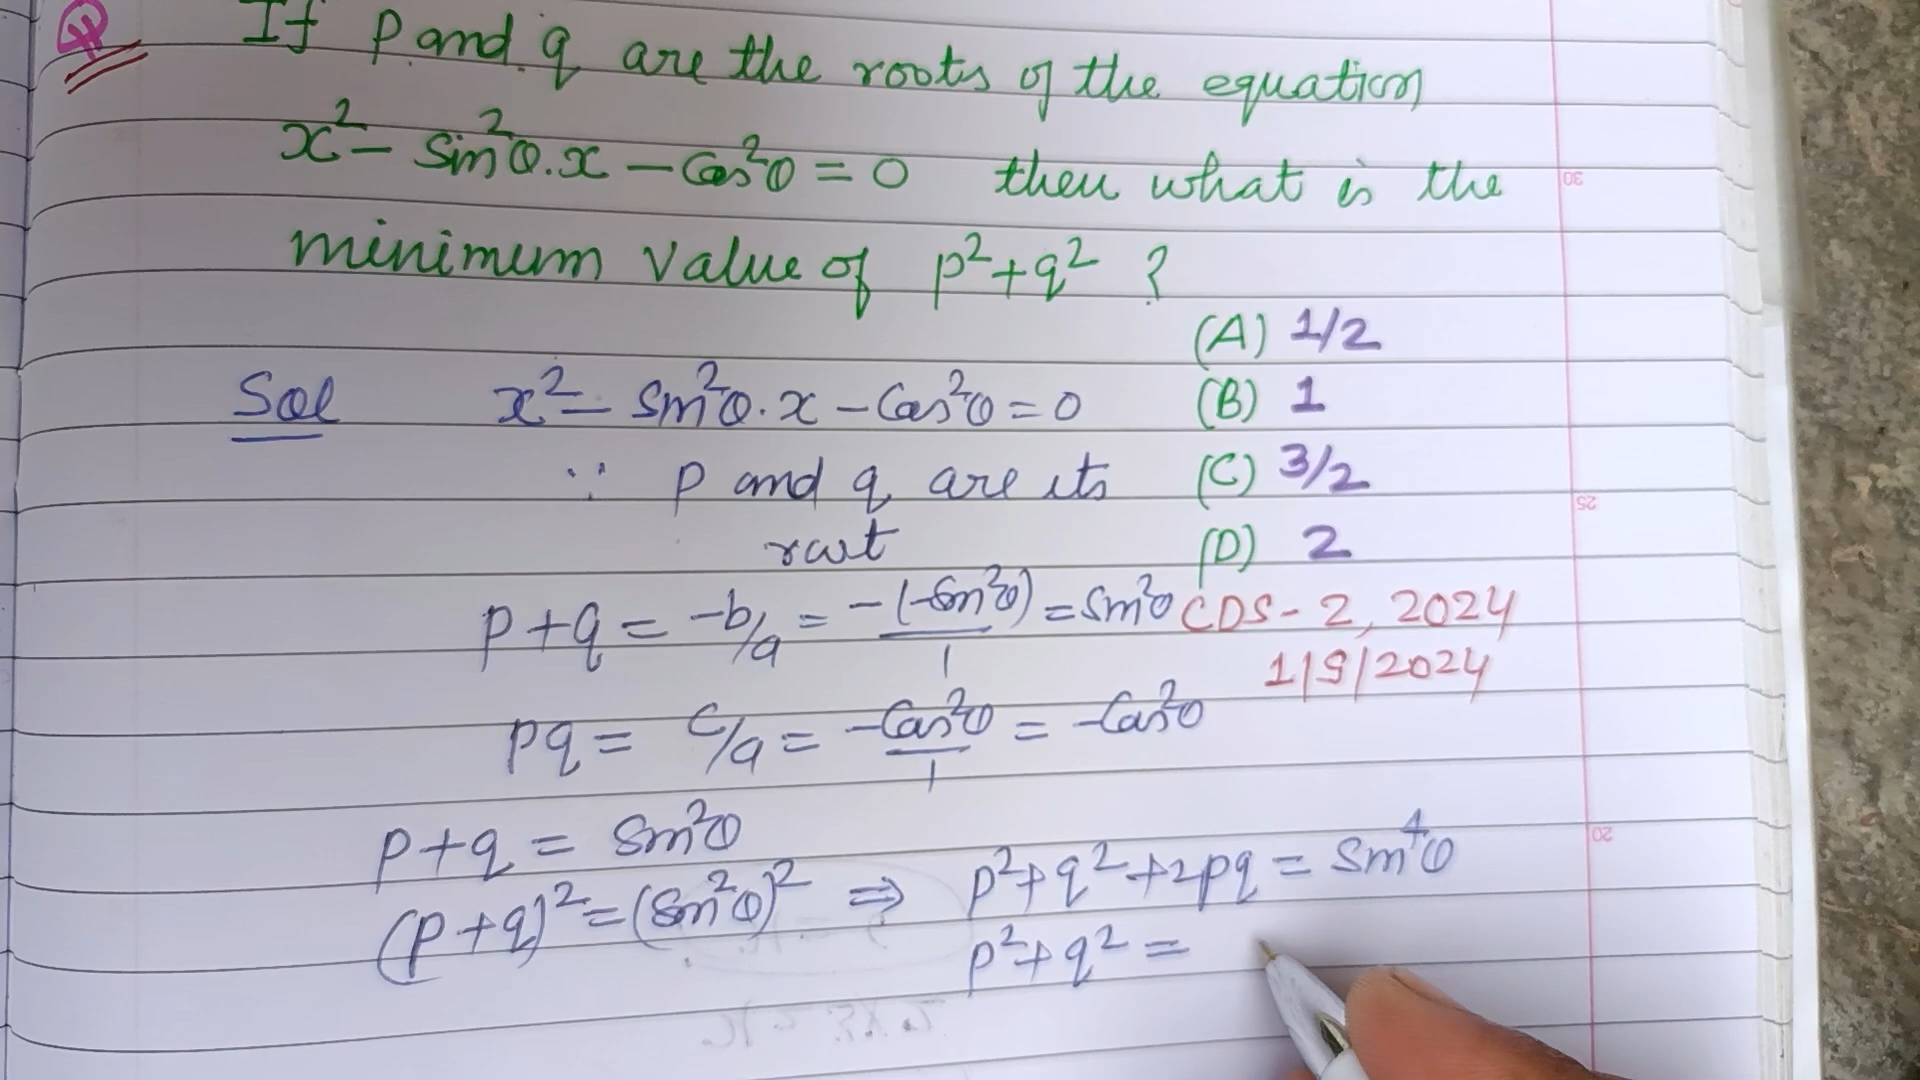 Q
If p and q are the roots of the equation
x² - sin²θ.x - cos²θ = 0 then what is the
minimum value of p²+q² ?
(A) 1/2
Sol x² - sin²θ.x - cos²θ = 0 (B) 1
∵ p and q are its (C) 3/2
root (D) 2
p+q = -b/a = -(-sin²θ)/1 = sin²θ CDS-2, 2024
1/9/2024
pq = c/a = -cos²θ/1 = -cos²θ
p+q = sin²θ
(p+q)² = (sin²θ)² ⇒ p²+q²+2pq = sin⁴θ
p²+q² =
30
25
20